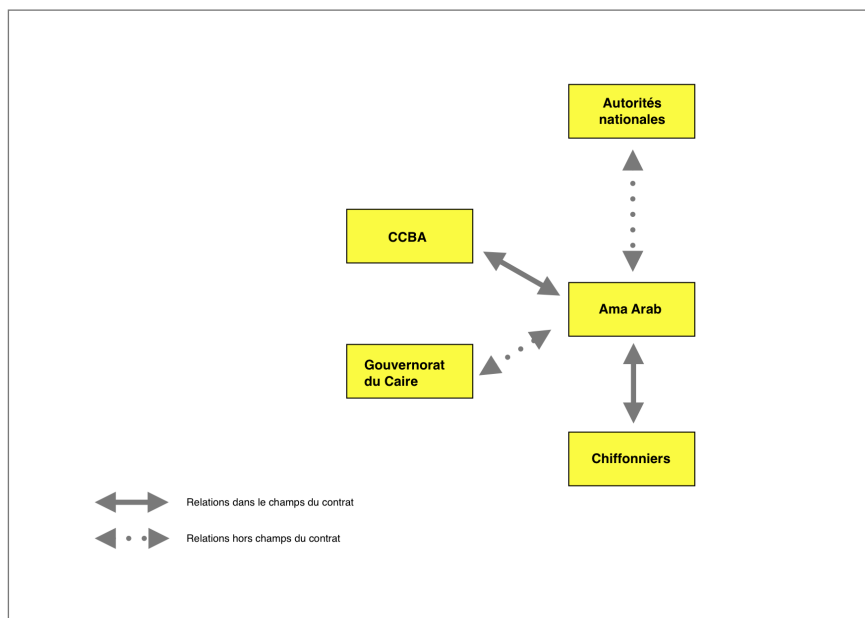 Autorités
nationales
CCBA
Ama Arab
Gouvernorat
du Caire
Chiffonniers
Relations dans le champs du contrat
Relations hors champs du contrat